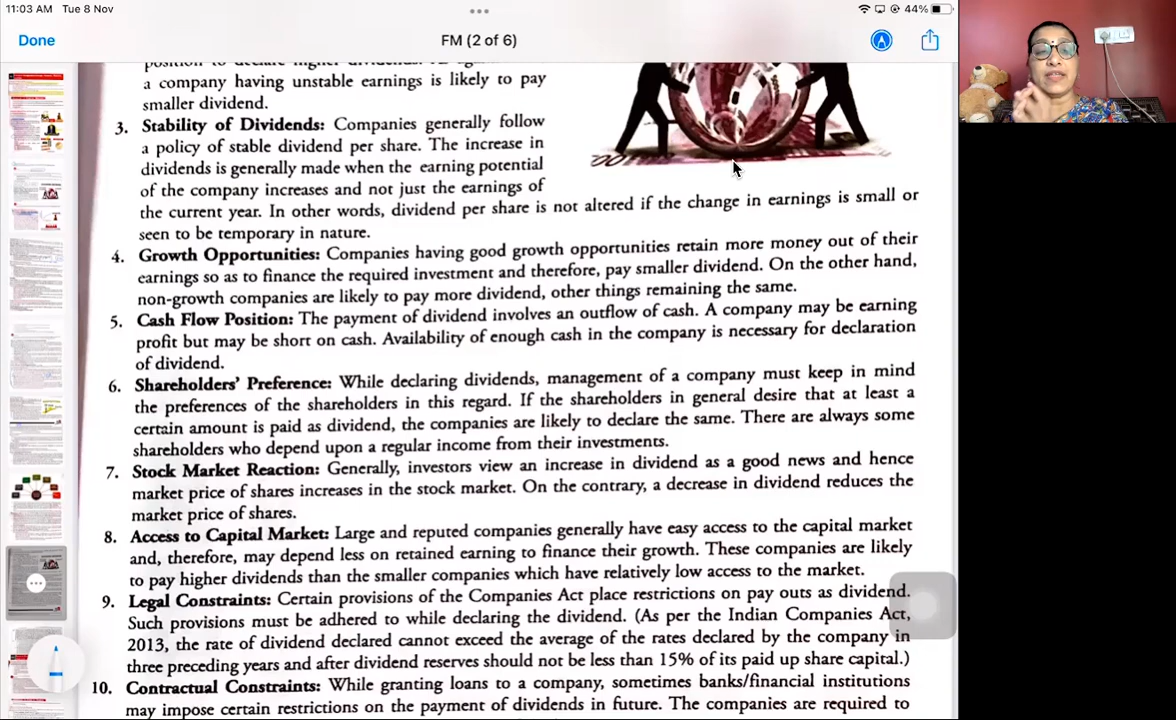 11:03 AM Tue 8 Nov
44%
Done
FM (2 of 6)
a company having unstable earnings is likely to pay
smaller dividend.
3. Stability of Dividends: Companies generally follow
a policy of stable dividend per share. The increase in
dividends is generally made when the earning potential
of the company increases and not just the earnings of
the current year. In other words, dividend per share is not altered if the change in earnings is small or
seen to be temporary in nature.
4. Growth Opportunities: Companies having good growth opportunities retain more money out of their
earnings so as to finance the required investment and therefore, pay smaller dividend. On the other hand,
non-growth companies are likely to pay more dividend, other things remaining the same.
5. Cash Flow Position: The payment of dividend involves an outflow of cash. A company may be earning
profit but may be short on cash. Availability of enough cash in the company is necessary for declaration
of dividend.
6. Shareholders' Preference: While declaring dividends, management of a company must keep in mind
the preferences of the shareholders in this regard. If the shareholders in general desire that at least a
certain amount is paid as dividend, the companies are likely to declare the same. There are always some
shareholders who depend upon a regular income from their investments.
7. Stock Market Reaction: Generally, investors view an increase in dividend as a good news and hence
market price of shares increases in the stock market. On the contrary, a decrease in dividend reduces the
market price of shares.
8. Access to Capital Market: Large and reputed companies generally have easy access to the capital market
and, therefore, may depend less on retained earning to finance their growth. These companies are likely
to pay higher dividends than the smaller companies which have relatively low access to the market.
9. Legal Constraints: Certain provisions of the Companies Act place restrictions on pay outs as dividend.
Such provisions must be adhered to while declaring the dividend. (As per the Indian Companies Act,
2013, the rate of dividend declared cannot exceed the average of the rates declared by the company in
three preceding years and after dividend reserves should not be less than 15% of its paid up share capital.)
10. Contractual Constraints: While granting loans to a company, sometimes banks/financial institutions
may impose certain restrictions on the payment of dividends in future. The companies are required to